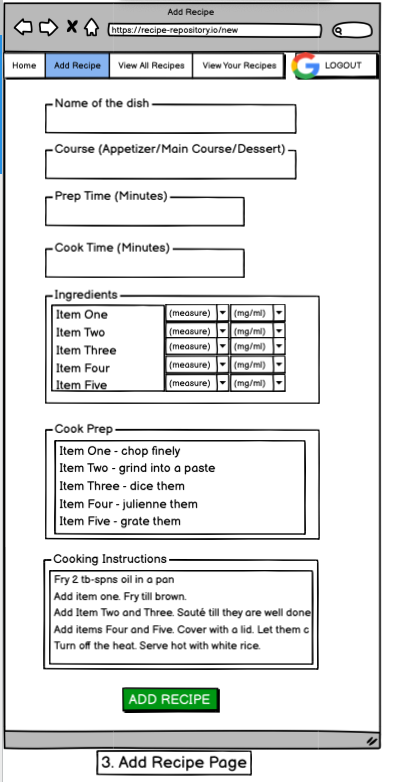 Add Recipe
https://recipe-repository.io/new
Home
Add Recipe
View All Recipes
View Your Recipes
G LOGOUT
Name of the dish
Course (Appetizer/Main Course/Dessert)
Prep Time (Minutes)
Cook Time (Minutes)
Ingredients
Item One (measure) (mg/ml)
Item Two (measure) (mg/ml)
Item Three (measure) (mg/ml)
Item Four (measure) (mg/ml)
Item Five (measure) (mg/ml)
Cook Prep
Item One - chop finely
Item Two - grind into a paste
Item Three - dice them
Item Four - julienne them
Item Five - grate them
Cooking Instructions
Fry 2 tb-spns oil in a pan
Add item one. Fry till brown.
Add Item Two and Three. Sauté till they are well done
Add items Four and Five. Cover with a lid. Let them c
Turn off the heat. Serve hot with white rice.
ADD RECIPE
3. Add Recipe Page